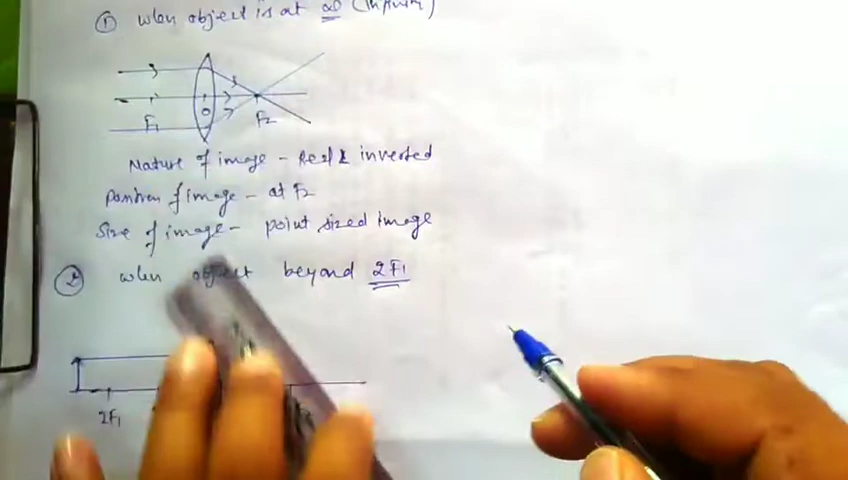 ① when object is at ∞ (Infinity)
F₁ O F₂
Nature of image - Real & inverted
Position of image - at F₂
Size of image - point sized image
② when object beyond 2F₁
2F₁